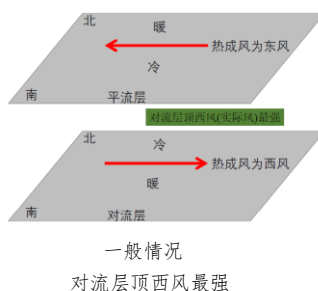 北
暖
热成风为东风
冷
南
平流层
对流层顶西风(实际风)最强
北
冷
热成风为西风
暖
南
对流层
一般情况
对流层顶西风最强